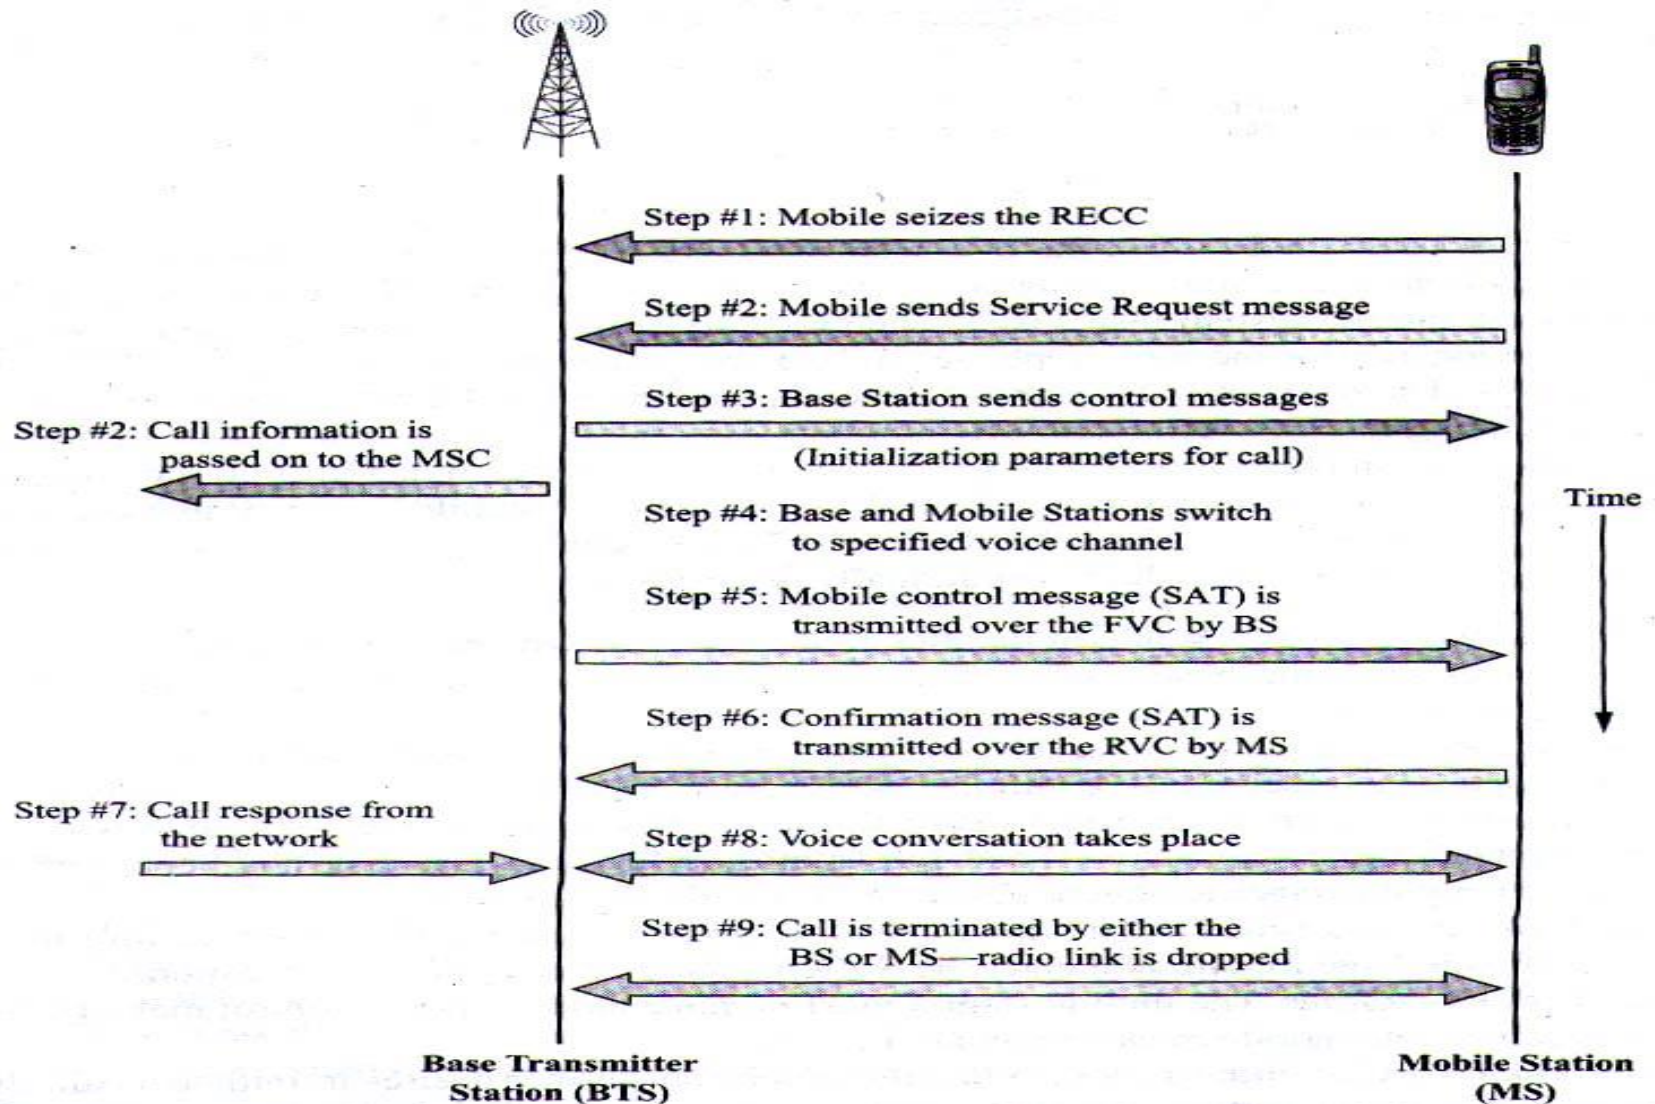 Step #1: Mobile seizes the RECC
Step #2: Mobile sends Service Request message
Step #3: Base Station sends control messages
(Initialization parameters for call)
Step #2: Call information is
passed on to the MSC
Step #4: Base and Mobile Stations switch
to specified voice channel
Time
Step #5: Mobile control message (SAT) is
transmitted over the FVC by BS
Step #6: Confirmation message (SAT) is
transmitted over the RVC by MS
Step #7: Call response from
the network
Step #8: Voice conversation takes place
Step #9: Call is terminated by either the
BS or MS—radio link is dropped
Base Transmitter
Station (BTS)
Mobile Station
(MS)